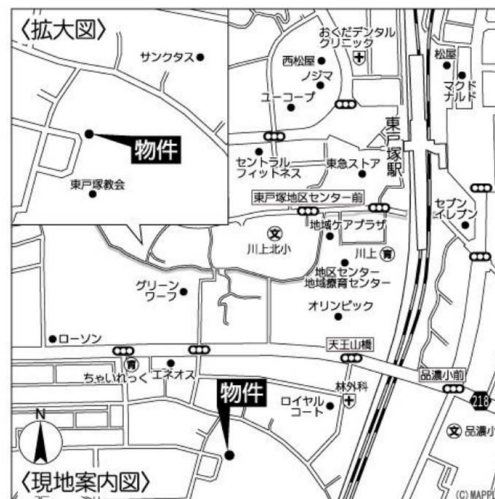 〈拡大図〉
サンクタス
物件
東戸塚教会
おくだデンタル
クリニック
西松屋
ノジマ
ユーコープ
松屋
マクド
ナルド
東戸塚駅
セントラル
フィットネス
東急ストア
東戸塚地区センター前
セブン
イレブン
文
川上北小
地域ケアプラザ
川上
育
地区センター
地域療育センター
グリーン
ワーフ
オリンピック
ローソン
天王山橋
育
ちゃいれっく
エネオス
物件
ロイヤル
コート
林外科
品濃小前
218
文
品濃小
N
〈現地案内図〉